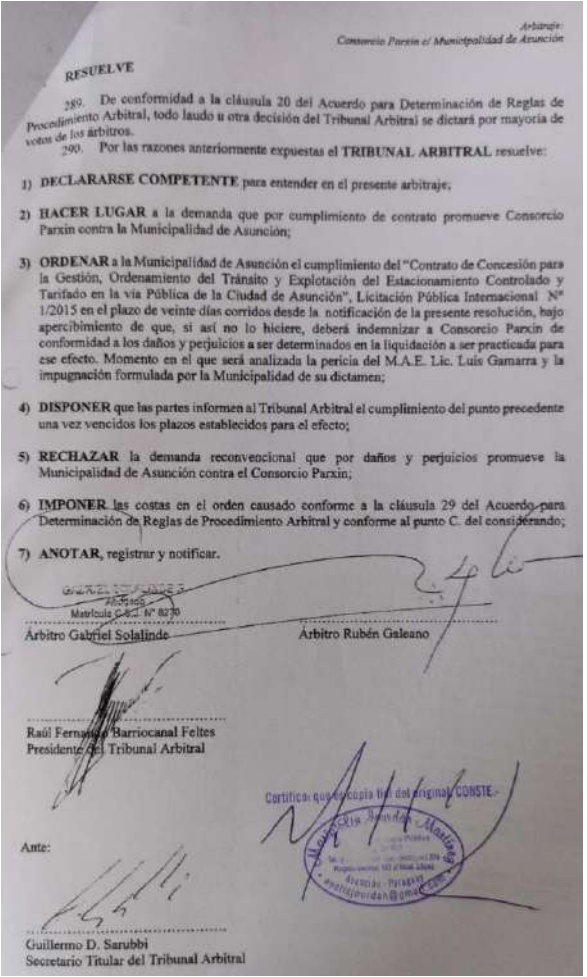 Arbitraje:
Consorcio Parxin c/ Municipalidad de Asunción
RESUELVE
289. De conformidad a la cláusula 20 del Acuerdo para Determinación de Reglas de
Procedimiento Arbitral, todo laudo u otra decisión del Tribunal Arbitral se dictará por mayoría de
votos de los árbitros.
290. Por las razones anteriormente expuestas el TRIBUNAL ARBITRAL resuelve:
1) DECLARARSE COMPETENTE para entender en el presente arbitraje;
2) HACER LUGAR a la demanda que por cumplimiento de contrato promueve Consorcio
Parxin contra la Municipalidad de Asunción;
3) ORDENAR a la Municipalidad de Asunción el cumplimiento del "Contrato de Concesión para
la Gestión, Ordenamiento del Tránsito y Explotación del Estacionamiento Controlado y
Tarifado en la vía Pública de la Ciudad de Asunción", Licitación Pública Internacional Nº
1/2015 en el plazo de veinte días corridos desde la notificación de la presente resolución, bajo
apercibimiento de que, si así no lo hiciere, deberá indemnizar a Consorcio Parxin de
conformidad a los daños y perjuicios a ser determinados en la liquidación a ser practicada para
ese efecto. Momento en el que será analizada la pericia del M.A.E. Lic. Luis Gamarra y la
impugnación formulada por la Municipalidad de su dictamen;
4) DISPONER que las partes informen al Tribunal Arbitral el cumplimiento del punto precedente
una vez vencidos los plazos establecidos para el efecto;
5) RECHAZAR la demanda reconvencional que por daños y perjuicios promueve la
Municipalidad de Asunción contra el Consorcio Parxin;
6) IMPONER las costas en el orden causado conforme a la cláusula 29 del Acuerdo para
Determinación de Reglas de Procedimiento Arbitral y conforme al punto C. del considerando;
7) ANOTAR, registrar y notificar.
Abogado
Matrícula C.S.J. Nº 8270
Árbitro Gabriel Solalinde
Árbitro Rubén Galeano
Raúl Fernando Barriocanal Feltes
Presidente del Tribunal Arbitral
Certifico: que es copia fiel del original, CONSTE.-
Asunción - Paraguay
Ante:
Guillermo D. Sarubbi
Secretario Titular del Tribunal Arbitral